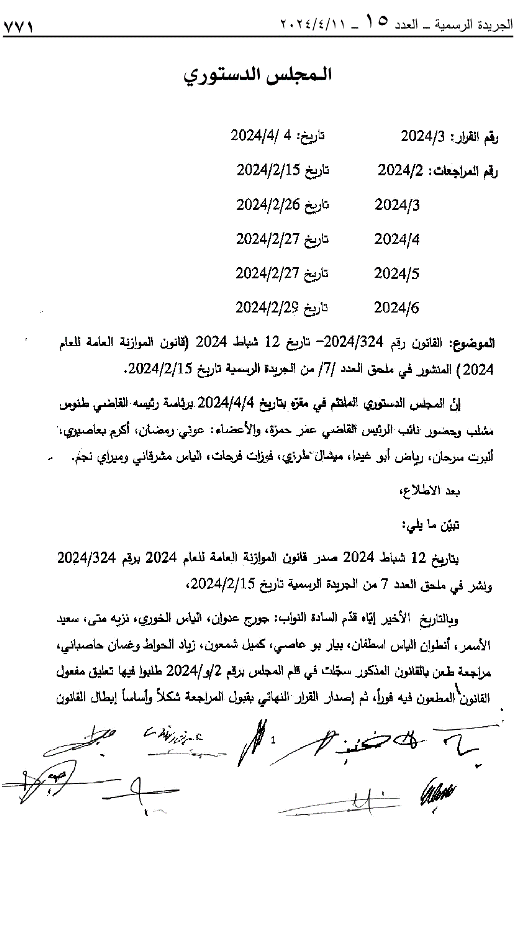 الجريدة الرسمية – العدد ١٥ – ٢٠٢٤/٤/١١
٧٧١
المجلس الدستوري
رقم القرار: 2024/3 تاريخ: 2024/4/4
رقم المراجعات: 2024/2 تاريخ 2024/2/15
2024/3 تاريخ 2024/2/26
2024/4 تاريخ 2024/2/27
2024/5 تاريخ 2024/2/27
2024/6 تاريخ 2024/2/29
الموضوع: القانون رقم 2024/324– تاريخ 12 شباط 2024 (قانون الموازنة العامة للعام
2024) المنشور في ملحق العدد /7/ من الجريدة الرسمية تاريخ 2024/2/15.
إنّ المجلس الدستوري الملتئم في مقرّه بتاريخ 2024/4/4 برئاسة رئيسه القاضي طنوس
مشلب وحضور نائب الرئيس القاضي عمر حمزة، والأعضاء: عوني رمضان، أكرم بعاصيري،
ألبرت سرحان، رياض أبو غيدا، ميشال طرزي، فوزات فرحات، الياس مشرقاني وميراي نجم.
بعد الاطلاع،
تبيّن ما يلي:
بتاريخ 12 شباط 2024 صدر قانون الموازنة العامة للعام 2024 برقم 2024/324
ونشر في ملحق العدد 7 من الجريدة الرسمية تاريخ 2024/2/15،
وبالتاريخ الأخير إيّاه قدّم السادة النواب: جورج عدوان، الياس الخوري، نزيه متى، سعيد
الأسمر، أنطوان الياس اسطفان، بيار بو عاصي، كميل شمعون، زياد الحواط وغسان حاصباني،
مراجعة طعن بالقانون المذكور سجّلت في قلم المجلس برقم 2/و/2024 طلبوا فيها تعليق مفعول
القانون المطعون فيه فوراً، ثم إصدار القرار النهائي بقبول المراجعة شكلاً وأساساً إبطال القانون
1